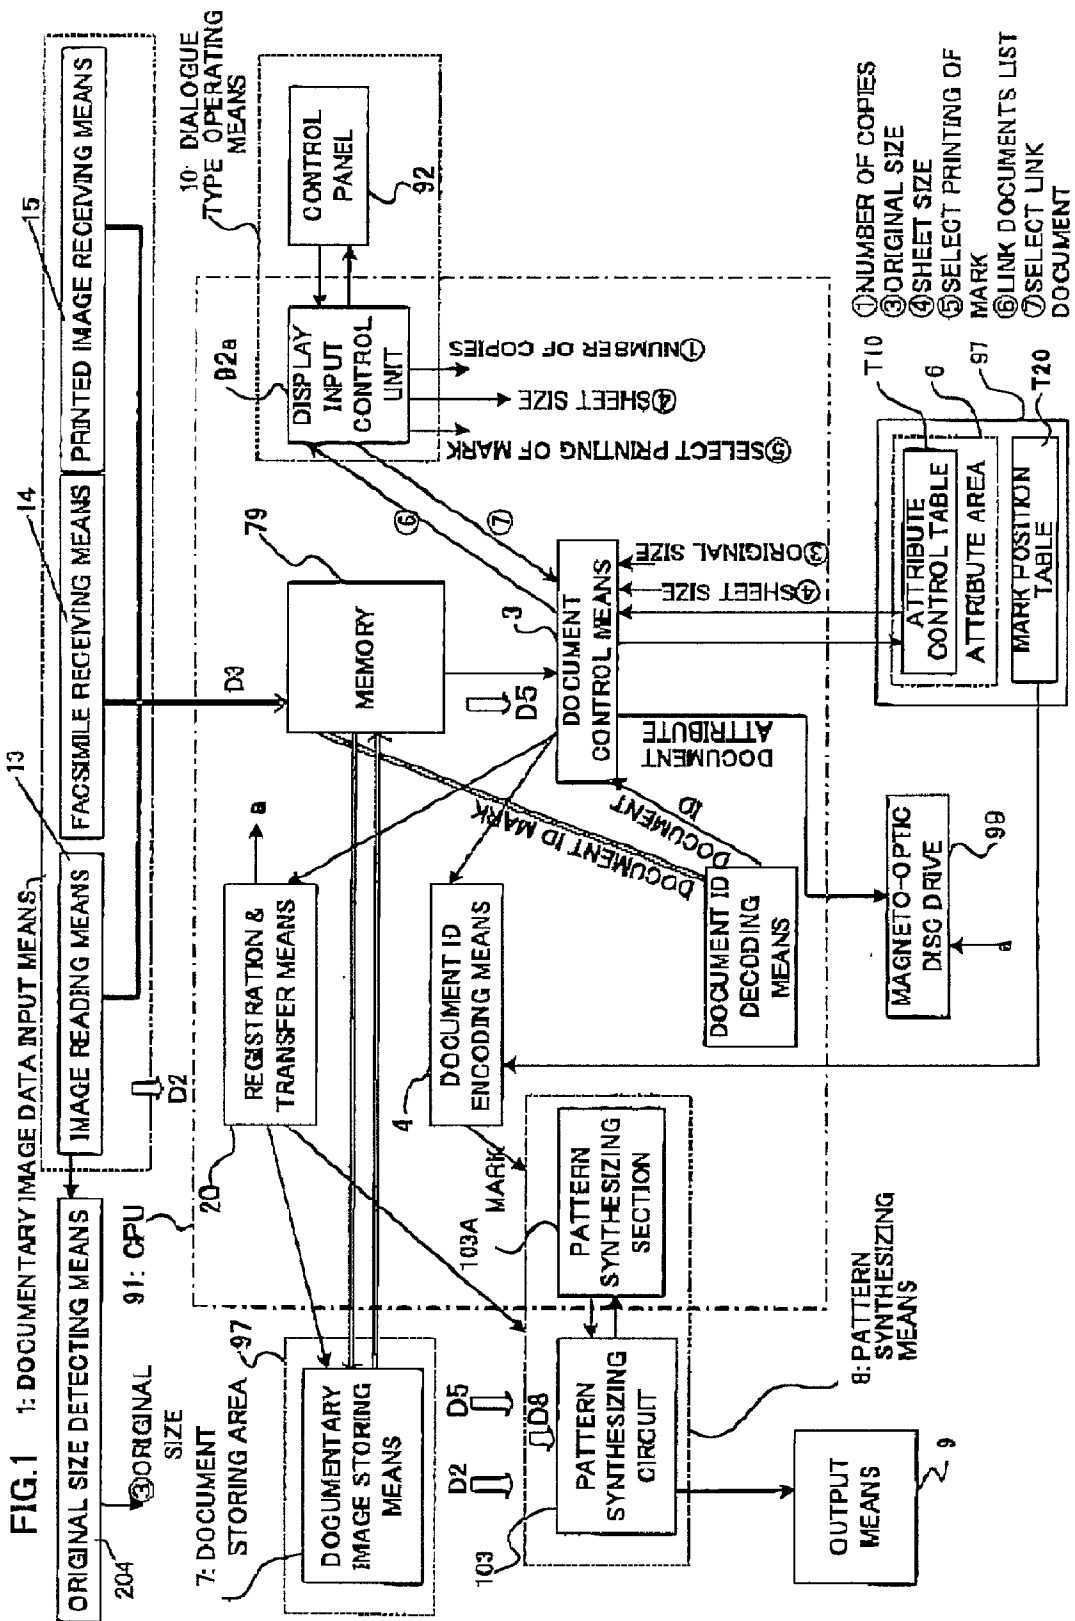 FIG.1
1: DOCUMENTARY IMAGE DATA INPUT MEANS
ORIGINAL SIZE DETECTING MEANS
204
③ORIGINAL
SIZE
IMAGE READING MEANS
13
FACSIMILE RECEIVING MEANS
14
PRINTED IMAGE RECEIVING MEANS
15
D2
D3
91: CPU
10: DIALOGUE
TYPE OPERATING
MEANS
CONTROL
PANEL
92
DISPLAY
INPUT
CONTROL
UNIT
92a
①NUMBER OF COPIES
④SHEET SIZE
⑤SELECT PRINTING OF MARK
⑥
⑦
MEMORY
79
D5
REGISTRATION &
TRANSFER MEANS
20
a
DOCUMENT ID
ENCODING MEANS
4
MARK
DOCUMENT
CONTROL MEANS
3
③ORIGINAL SIZE
④SHEET SIZE
DOCUMENT
ATTRIBUTE
DOCUMENT ID MARK
DOCUMENT
ID
DOCUMENT ID
DECODING
MEANS
7: DOCUMENT
STORING AREA
97
DOCUMENTARY
IMAGE STORING
MEANS
D5
D2
D8
PATTERN
SYNTHESIZING
CIRCUIT
103
PATTERN
SYNTHESIZING
SECTION
103A
8: PATTERN
SYNTHESIZING
MEANS
OUTPUT
MEANS
9
MAGNETO-OPTIC
DISC DRIVE
99
a
ATTRIBUTE
CONTROL TABLE
ATTRIBUTE AREA
MARK POSITION
TABLE
T10
6
97
T20
①NUMBER OF COPIES
③ORIGINAL SIZE
④SHEET SIZE
⑤SELECT PRINTING OF
MARK
⑥LINK DOCUMENTS LIST
⑦SELECT LINK
DOCUMENT